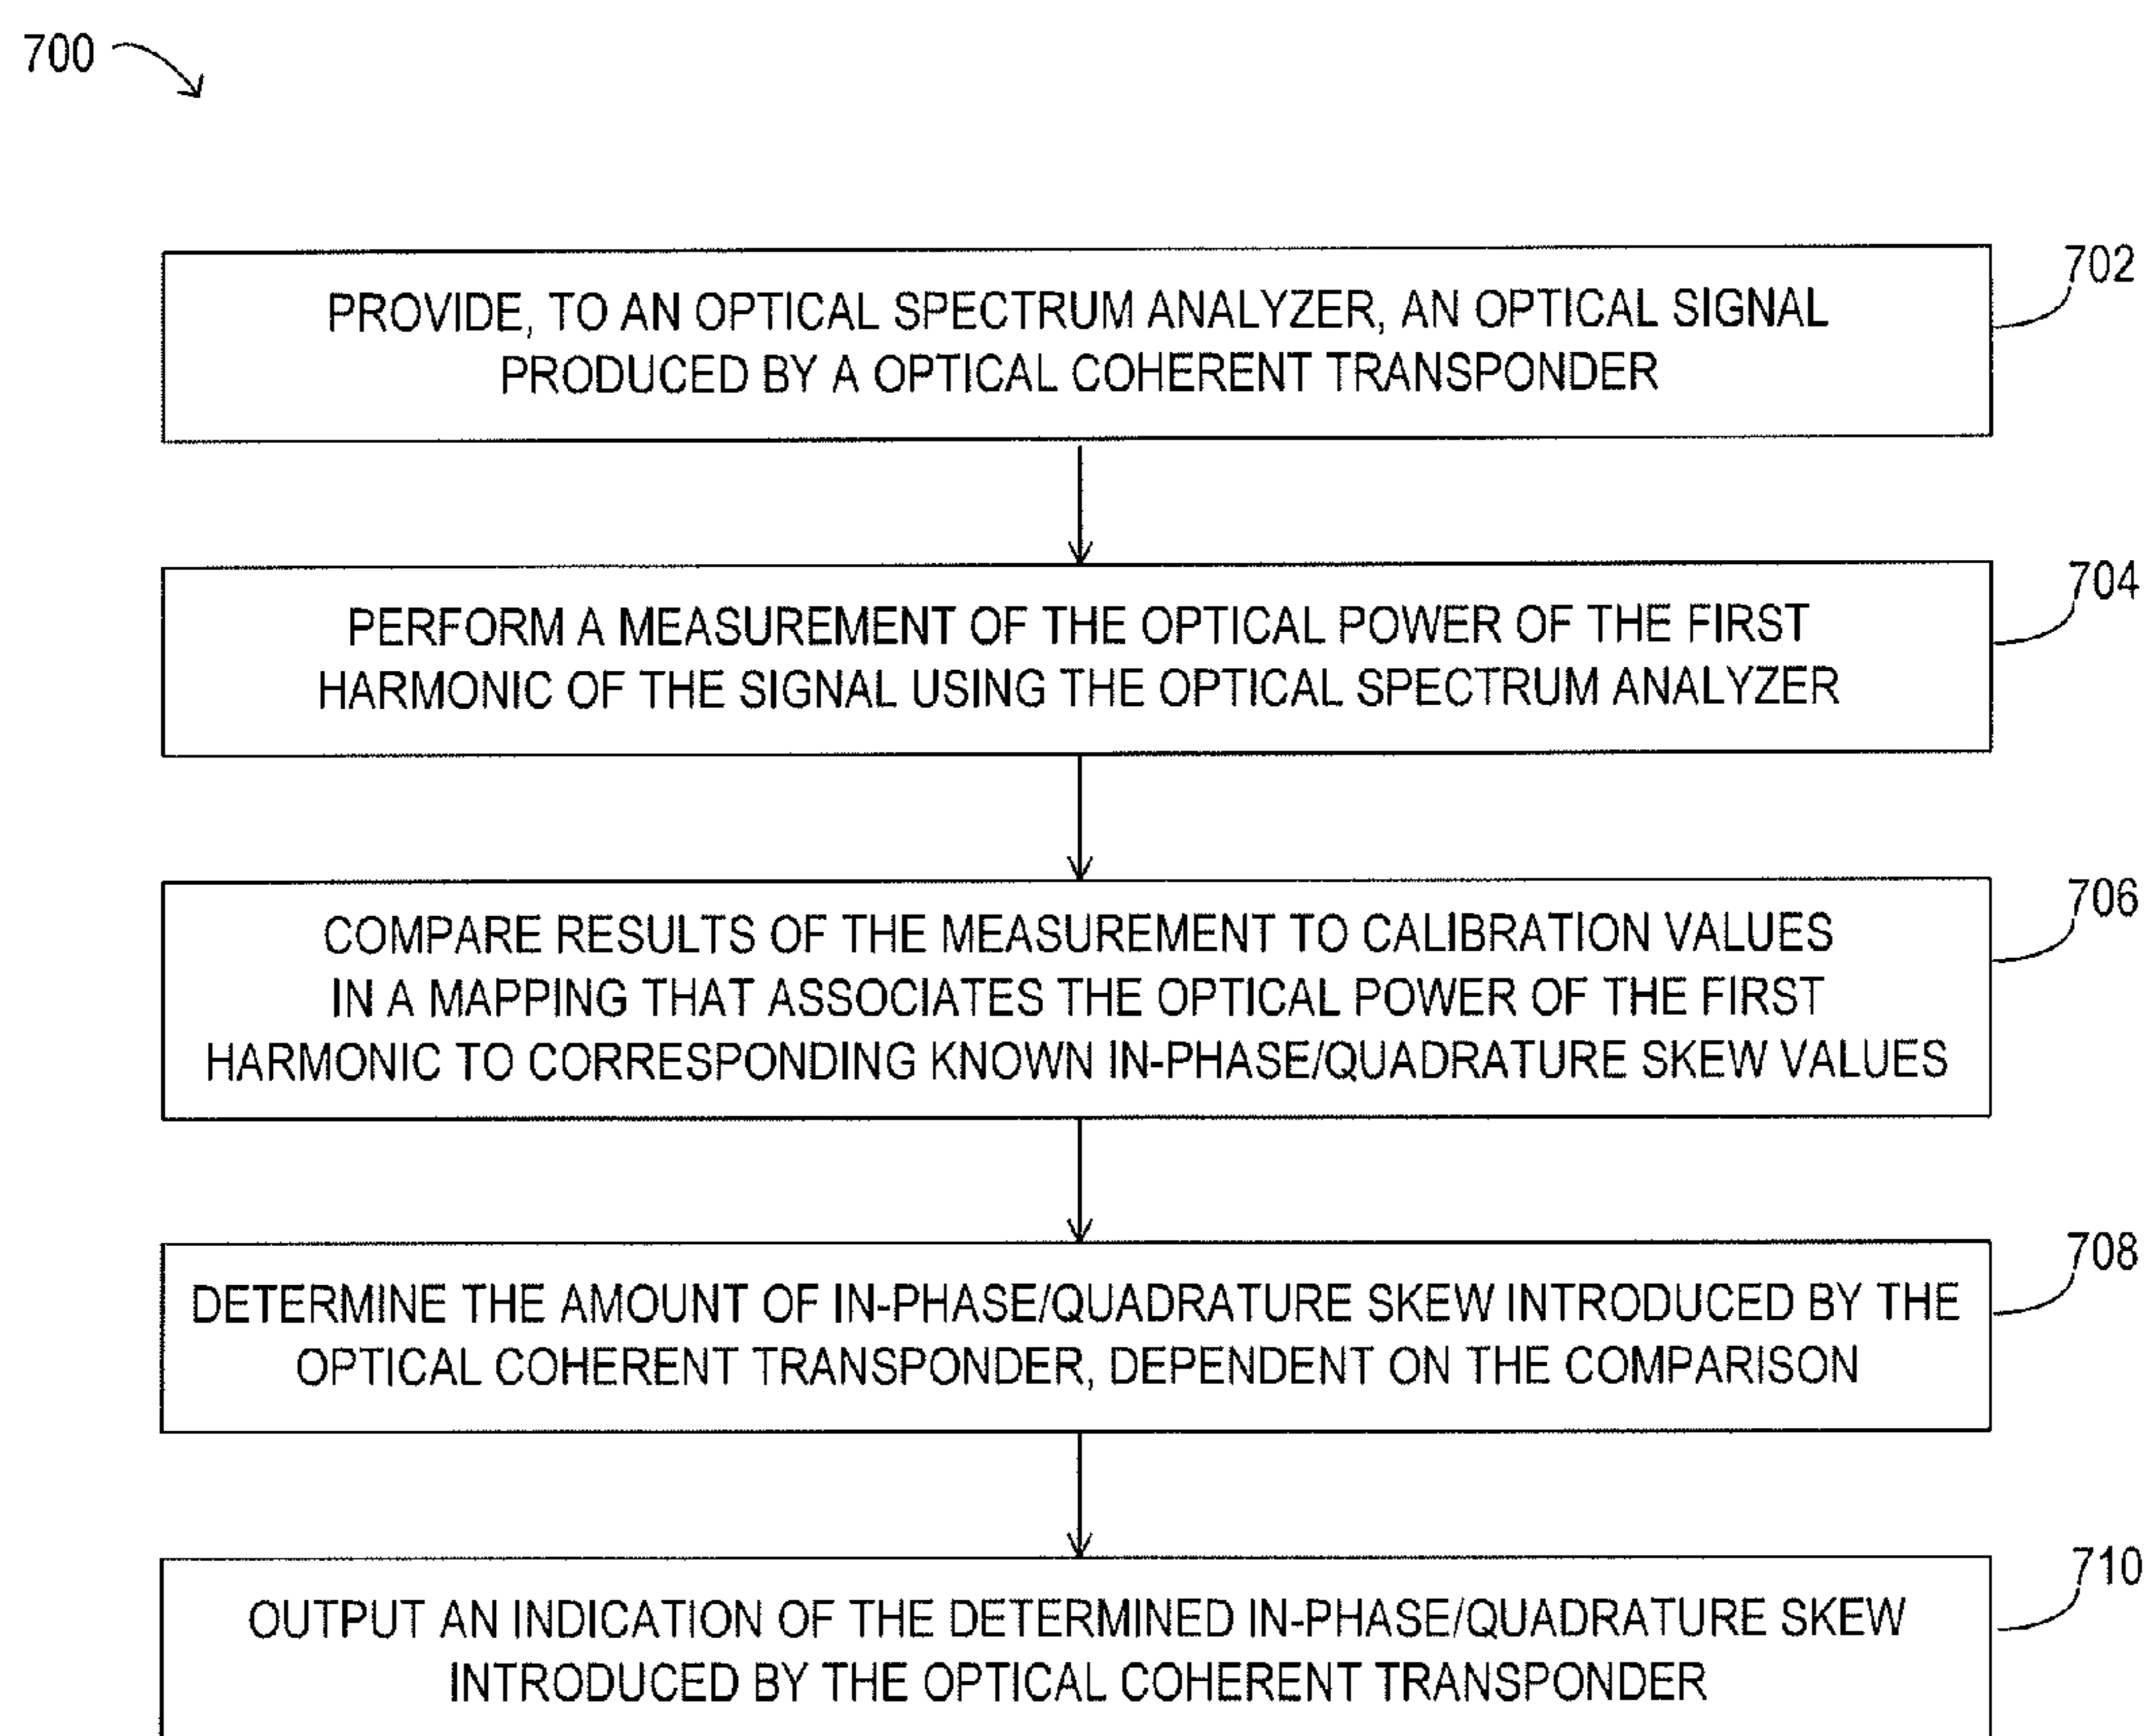 700
702
PROVIDE, TO AN OPTICAL SPECTRUM ANALYZER, AN OPTICAL SIGNAL
PRODUCED BY A OPTICAL COHERENT TRANSPONDER
704
PERFORM A MEASUREMENT OF THE OPTICAL POWER OF THE FIRST
HARMONIC OF THE SIGNAL USING THE OPTICAL SPECTRUM ANALYZER
706
COMPARE RESULTS OF THE MEASUREMENT TO CALIBRATION VALUES
IN A MAPPING THAT ASSOCIATES THE OPTICAL POWER OF THE FIRST
HARMONIC TO CORRESPONDING KNOWN IN-PHASE/QUADRATURE SKEW VALUES
708
DETERMINE THE AMOUNT OF IN-PHASE/QUADRATURE SKEW INTRODUCED BY THE
OPTICAL COHERENT TRANSPONDER, DEPENDENT ON THE COMPARISON
710
OUTPUT AN INDICATION OF THE DETERMINED IN-PHASE/QUADRATURE SKEW
INTRODUCED BY THE OPTICAL COHERENT TRANSPONDER